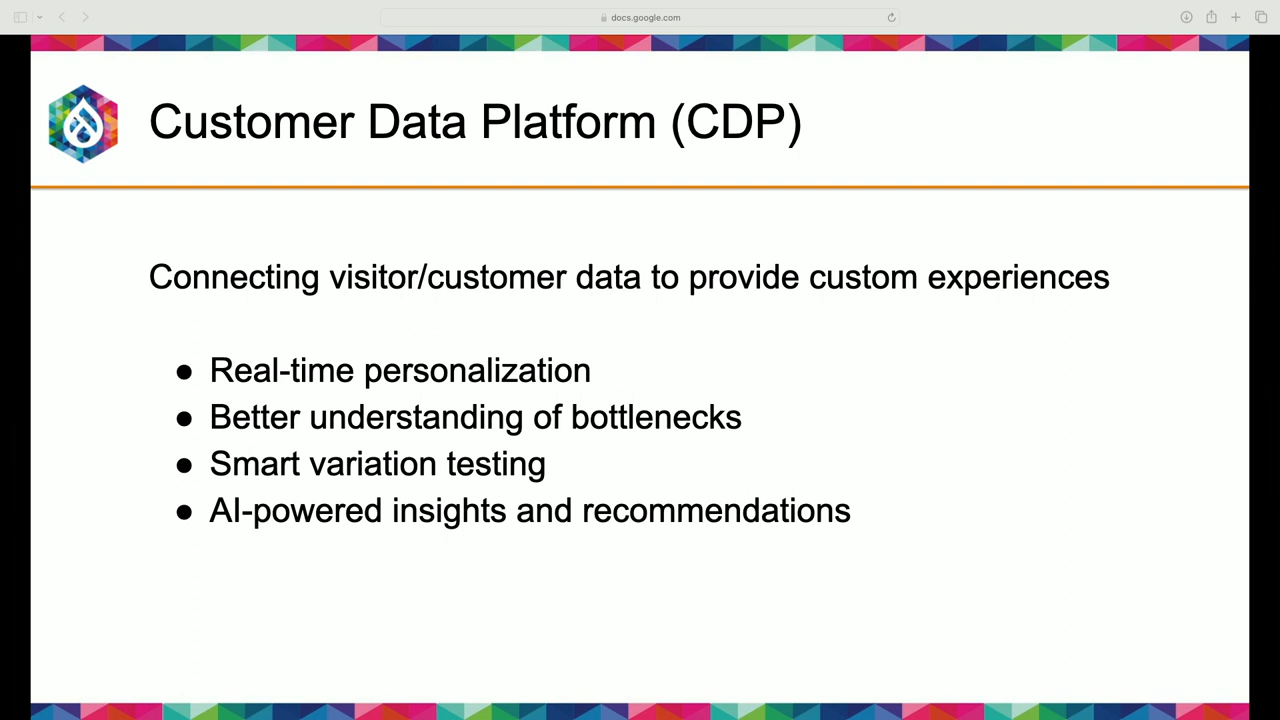 docs.google.com
Customer Data Platform (CDP)
Connecting visitor/customer data to provide custom experiences
● Real-time personalization
● Better understanding of bottlenecks
● Smart variation testing
● AI-powered insights and recommendations